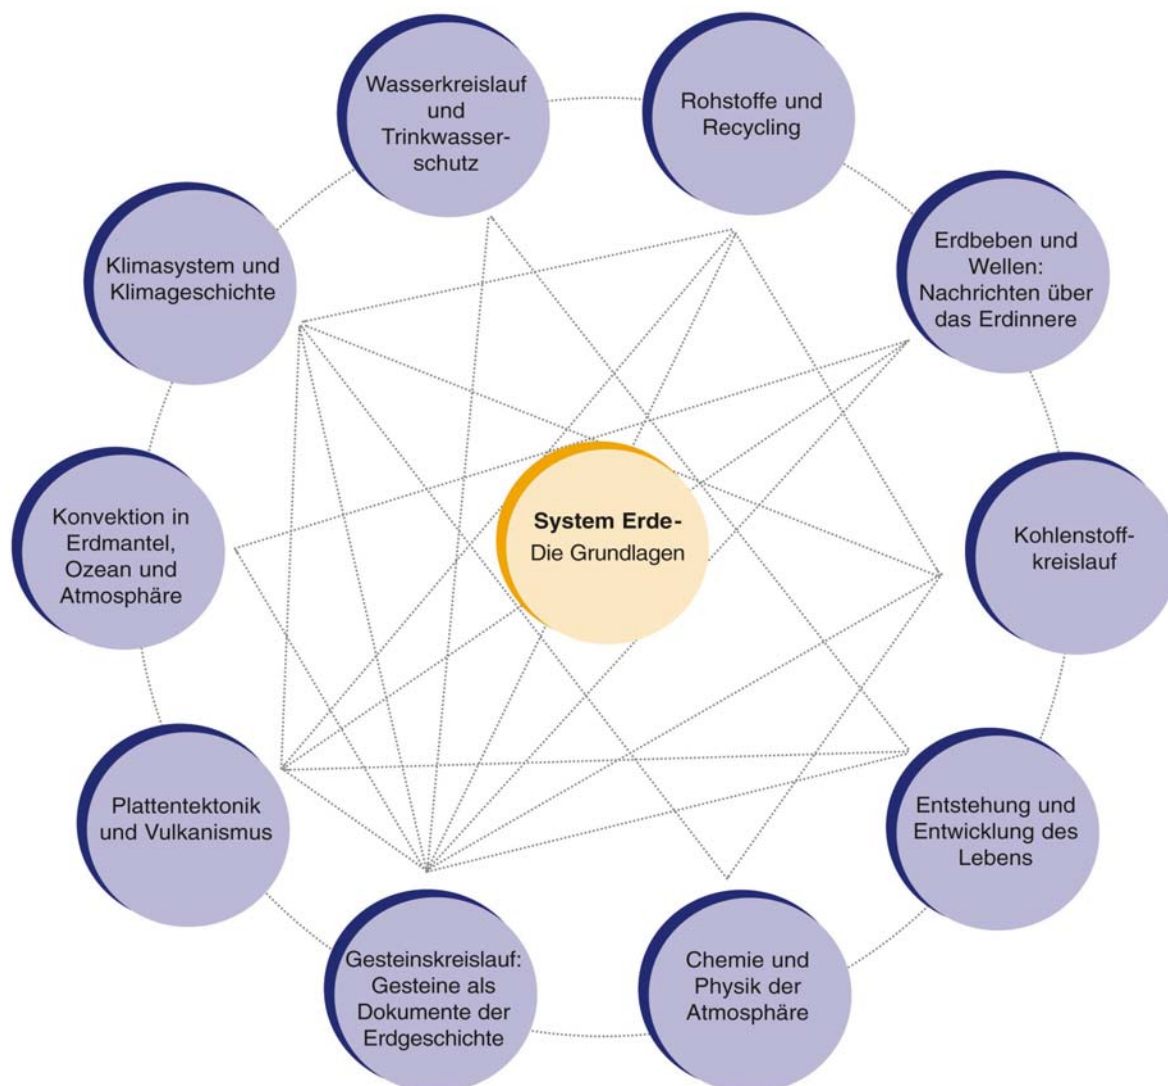 Wasserkreislauf
und
Trinkwasser-
schutz
Rohstoffe und
Recycling
Klimasystem und
Klimageschichte
Erdbeben und
Wellen:
Nachrichten über
das Erdinnere
Konvektion in
Erdmantel,
Ozean und
Atmosphäre
System Erde-
Die Grundlagen
Kohlenstoff-
kreislauf
Plattentektonik
und Vulkanismus
Entstehung und
Entwicklung des
Lebens
Gesteinskreislauf:
Gesteine als
Dokumente der
Erdgeschichte
Chemie und
Physik der
Atmosphäre